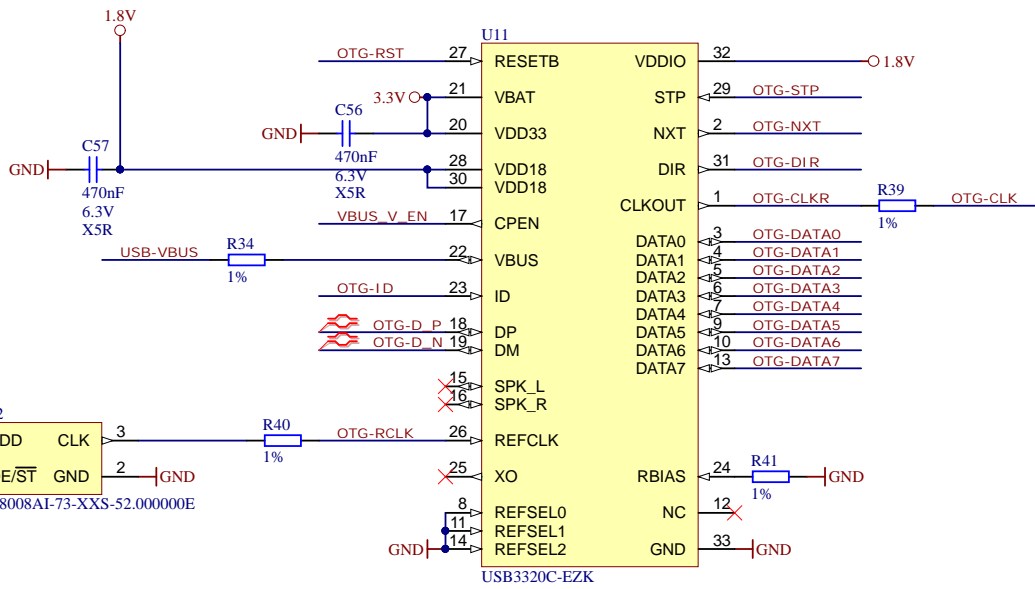 1.8V
U11
OTG-RST 27 RESETB VDDIO 32 1.8V
3.3V 21 VBAT STP 29 OTG-STP
C56
GND 20 VDD33 NXT 2 OTG-NXT
470nF
6.3V
X5R
C57
GND 28 VDD18 DIR 31 OTG-DIR
470nF
6.3V
X5R
30 VDD18
CLKOUT 1 OTG-CLKR R39 OTG-CLK
1%
VBUS_V_EN 17 CPEN
DATA0 3 OTG-DATA0
USB-VBUS R34 22 VBUS DATA1 4 OTG-DATA1
1%
DATA2 5 OTG-DATA2
OTG-ID 23 ID DATA3 6 OTG-DATA3
DATA4 7 OTG-DATA4
OTG-D_P 18 DP DATA5 9 OTG-DATA5
OTG-D_N 19 DM DATA6 10 OTG-DATA6
DATA7 13 OTG-DATA7
15 SPK_L
16 SPK_R
CLK 3 R40 OTG-RCLK 26 REFCLK
1%
E/ST GND 2 GND 25 XO RBIAS 24 R41 GND
1%
8008AI-73-XXS-52.000000E
8 REFSEL0 NC 12
11 REFSEL1
GND 14 REFSEL2 GND 33 GND
USB3320C-EZK